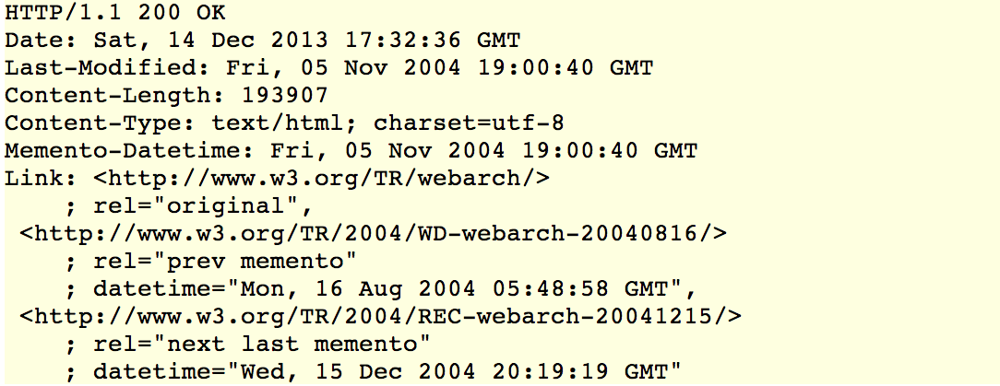 HTTP/1.1 200 OK
Date: Sat, 14 Dec 2013 17:32:36 GMT
Last-Modified: Fri, 05 Nov 2004 19:00:40 GMT
Content-Length: 193907
Content-Type: text/html; charset=utf-8
Memento-Datetime: Fri, 05 Nov 2004 19:00:40 GMT
Link: <http://www.w3.org/TR/webarch/>
    ; rel="original",
 <http://www.w3.org/TR/2004/WD-webarch-20040816/>
    ; rel="prev memento"
    ; datetime="Mon, 16 Aug 2004 05:48:58 GMT",
 <http://www.w3.org/TR/2004/REC-webarch-20041215/>
    ; rel="next last memento"
    ; datetime="Wed, 15 Dec 2004 20:19:19 GMT"